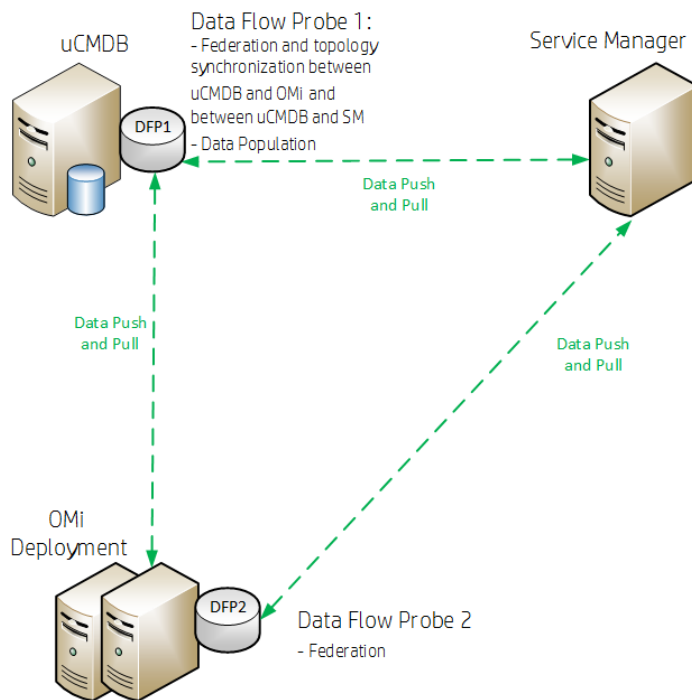 uCMDB
Data Flow Probe 1:
- Federation and topology
synchronization between
uCMDB and OMi and
between uCMDB and SM
- Data Population
Service Manager
DFP1
Data Push
and Pull
Data Push
and Pull
Data Push
and Pull
OMi
Deployment
DFP2
Data Flow Probe 2
- Federation